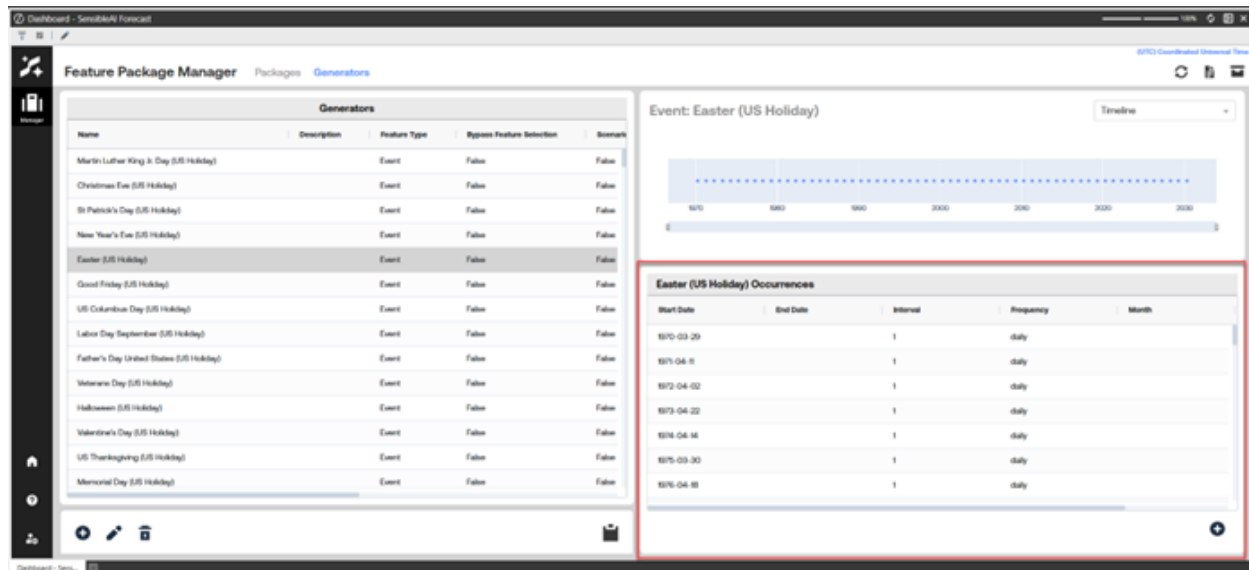 Dashboard - SensibleAI Forecast
100%
(UTC) Coordinated Universal Time
Feature Package Manager Packages Generators
Manager
Generators
Name Description Feature Type Bypass Feature Selection Scenario
Martin Luther King Jr. Day (US Holiday) Event False False
Christmas Eve (US Holiday) Event False False
St Patrick's Day (US Holiday) Event False False
New Year's Eve (US Holiday) Event False False
Easter (US Holiday) Event False False
Good Friday (US Holiday) Event False False
US Columbus Day (US Holiday) Event False False
Labor Day September (US Holiday) Event False False
Father's Day United States (US Holiday) Event False False
Veterans Day (US Holiday) Event False False
Halloween (US Holiday) Event False False
Valentine's Day (US Holiday) Event False False
US Thanksgiving (US Holiday) Event False False
Memorial Day (US Holiday) Event False False
Event: Easter (US Holiday) Timeline
1970 1980 1990 2000 2010 2020 2030
Easter (US Holiday) Occurrences
Start Date End Date Interval Frequency Month
1970-03-29 1 daily
1971-04-11 1 daily
1972-04-02 1 daily
1973-04-22 1 daily
1974-04-14 1 daily
1975-03-30 1 daily
1976-04-18 1 daily
Dashboard - Sens...